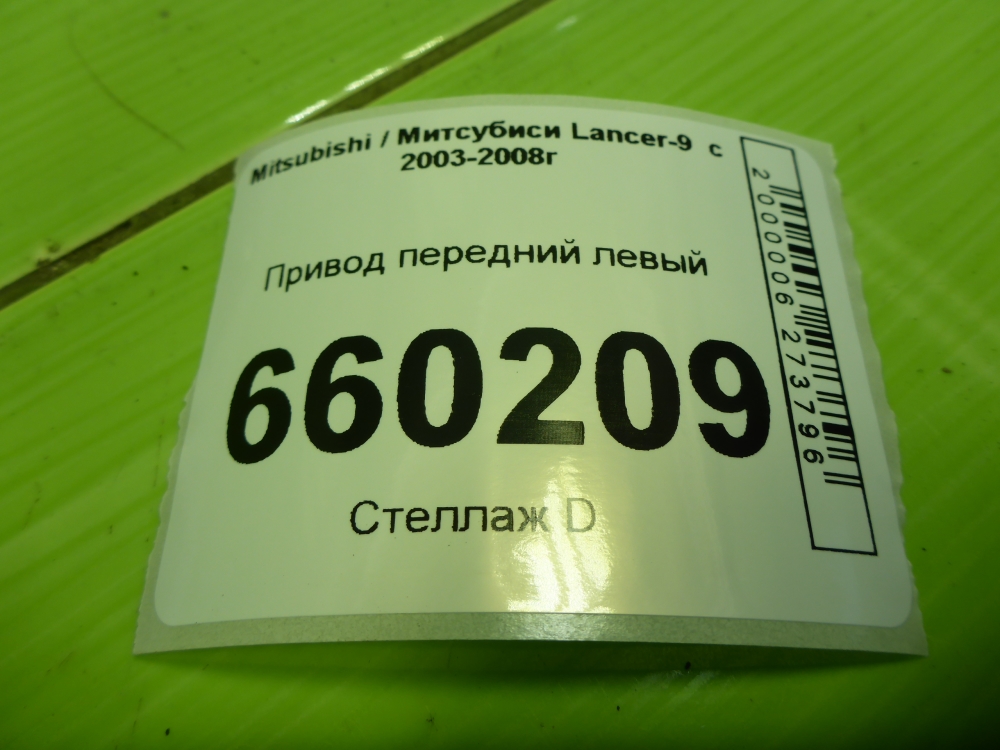 Mitsubishi / Митсубиси Lancer-9 с
2003-2008г
Привод передний левый
660209
Стеллаж D
2000006273796